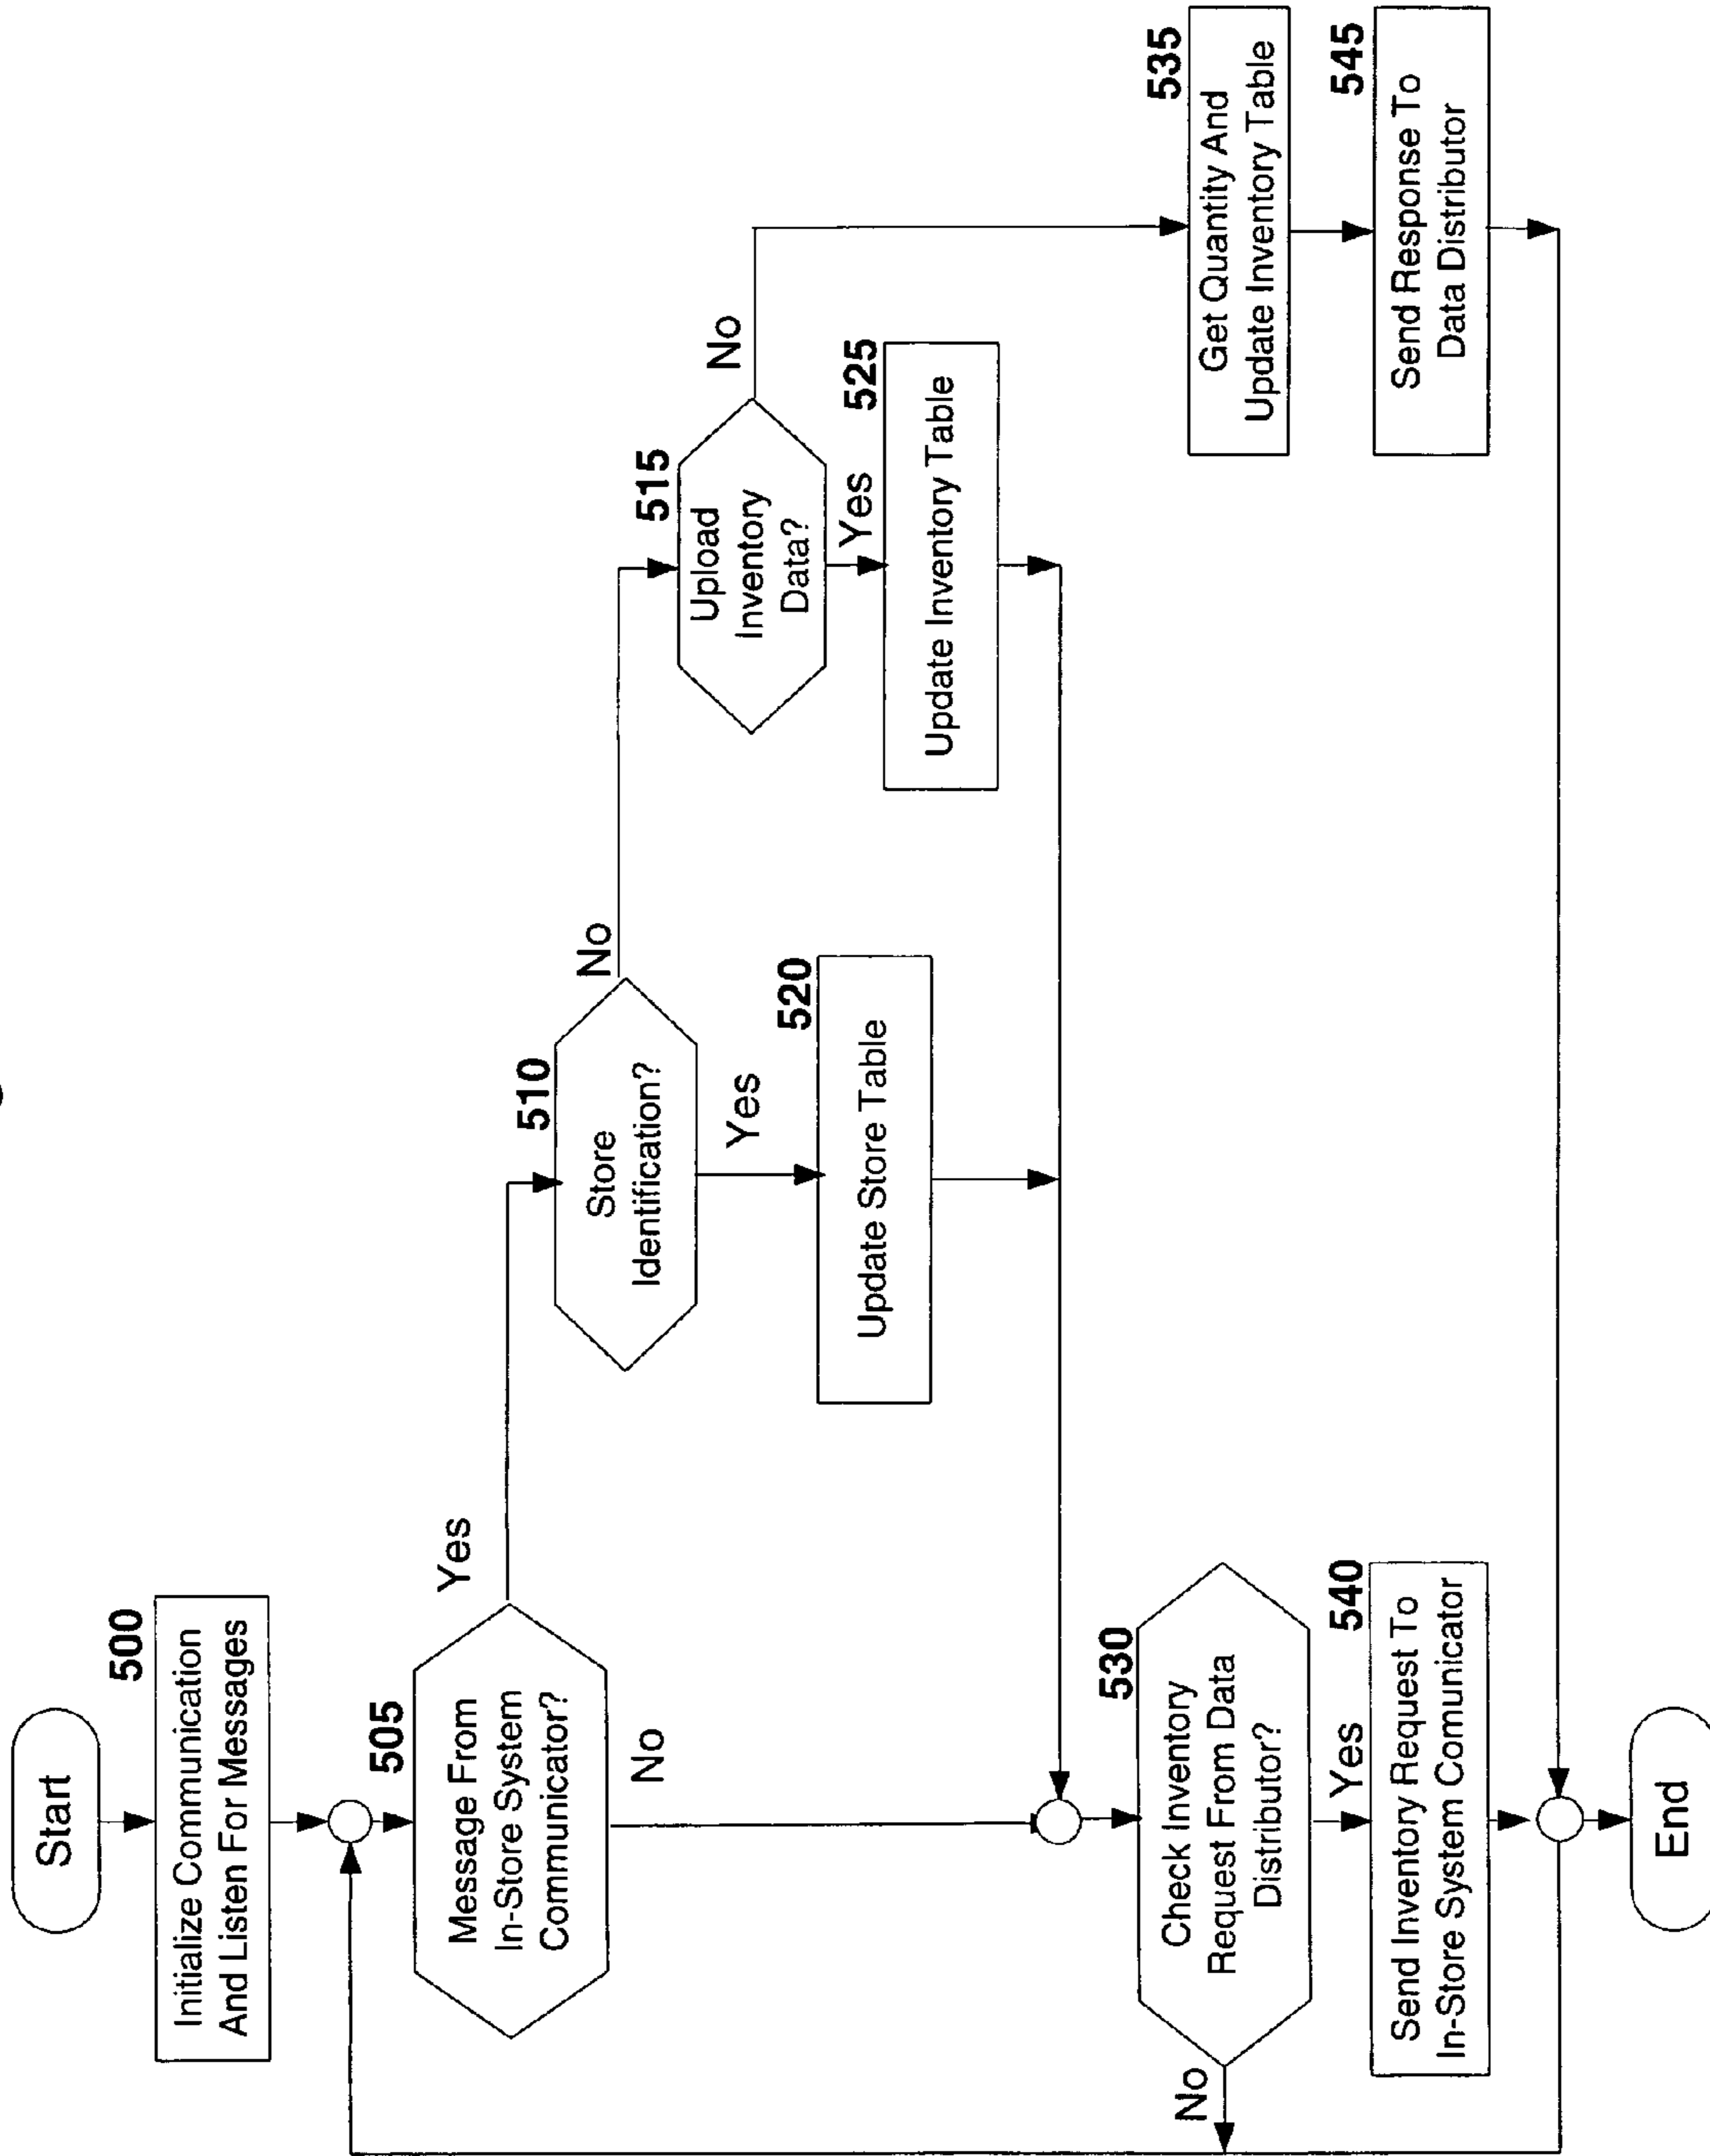 Start
500
Initialize Communication
And Listen For Messages
505
Message From
In-Store System
Communicator?
Yes
No
510
Store
Identification?
No
Yes
515
Upload
Inventory
Data?
No
Yes
520
Update Store Table
525
Update Inventory Table
530
Check Inventory
Request From Data
Distributor?
No
Yes
535
Get Quantity And
Update Inventory Table
540
Send Inventory Request To
In-Store System Comunicator
545
Send Response To
Data Distributor
End